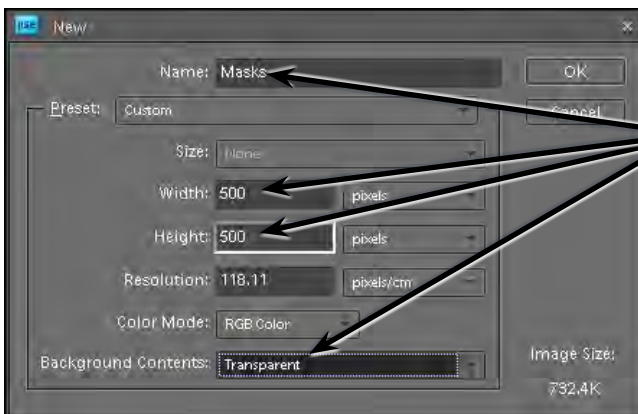 pse New
Name: Masks OK
Preset: Custom Cancel
Size: None
Width: 500 pixels
Height: 500 pixels
Resolution: 118.11 pixels/cm
Color Mode: RGB Color
Background Contents: Transparent
Image Size:
732.4K